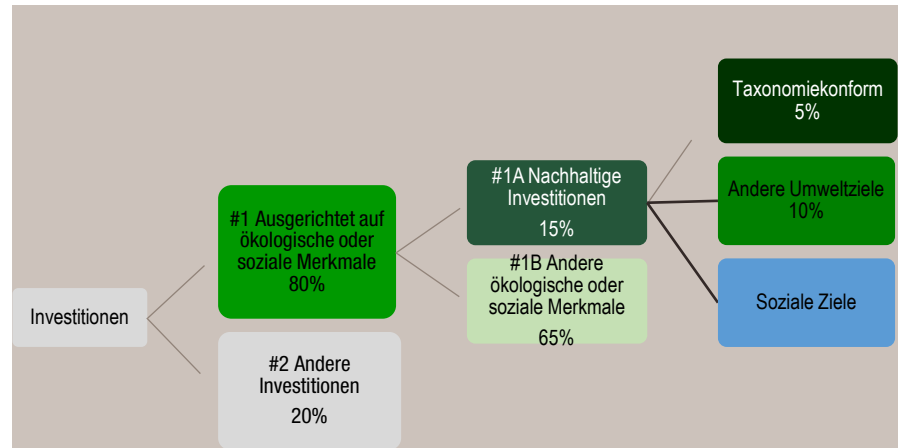 Investitionen
#1 Ausgerichtet auf
ökologische oder
soziale Merkmale
80%
#2 Andere
Investitionen
20%
#1A Nachhaltige
Investitionen
15%
#1B Andere
ökologische oder
soziale Merkmale
65%
Taxonomiekonform
5%
Andere Umweltziele
10%
Soziale Ziele